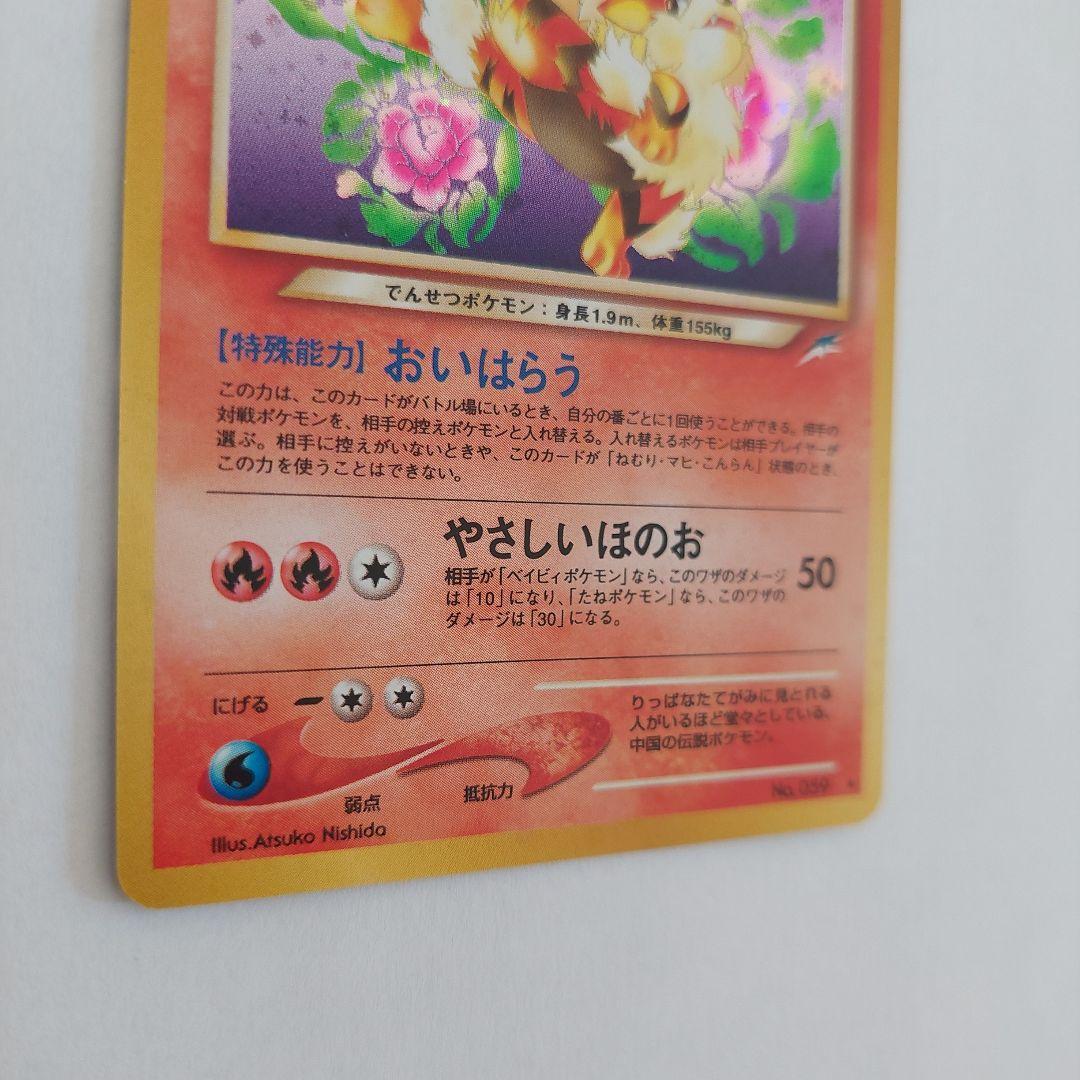 でんせつポケモン：身長1.9m、体重155kg
【特殊能力】おいはらう
この力は、このカードがバトル場にいるとき、自分の番ごとに1回使うことができる。相手の
対戦ポケモンを、相手の控えポケモンと入れ替える。入れ替えるポケモンは相手プレイヤーが
選ぶ。相手に控えがいないときや、このカードが「ねむり・マヒ・こんらん」状態のとき、
この力を使うことはできない。
やさしいほのお
50
相手が「ベイビィポケモン」なら、このワザのダメージ
は「10」になり、「たねポケモン」なら、このワザの
ダメージは「30」になる。
にげる
弱点
抵抗力
りっぱなたてがみに見とれる
人がいるほど堂々としている、
中国の伝説ポケモン。
No. 059
Illus.Atsuko Nishida